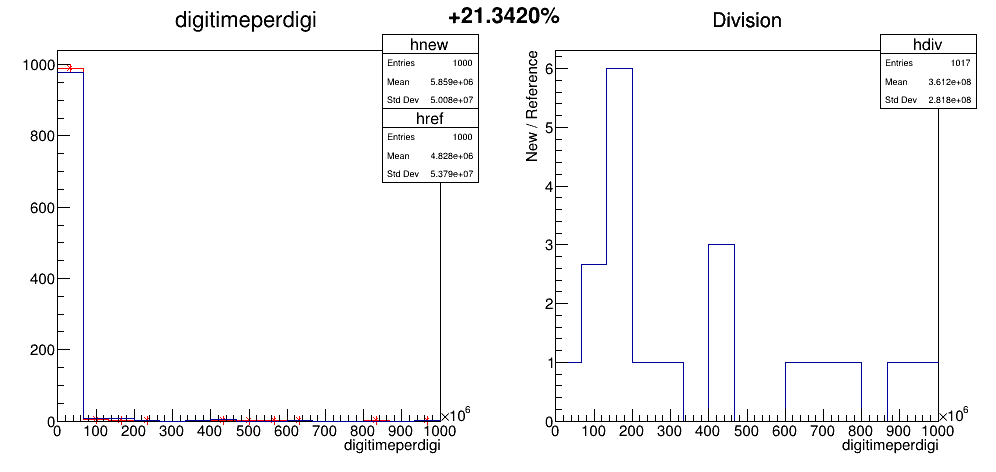 digitimeperdigi
+21.3420%
Division
hnew
Entries 1000
Mean 5.859e+06
Std Dev 5.008e+07
href
Entries 1000
Mean 4.828e+06
Std Dev 5.379e+07
1000
800
600
400
200
0
0 100 200 300 400 500 600 700 800 900 1000
×10⁶
digitimeperdigi
hdiv
Entries 1017
Mean 3.612e+08
Std Dev 2.818e+08
New / Reference
6
5
4
3
2
1
0
0 100 200 300 400 500 600 700 800 900 1000
×10⁶
digitimeperdigi